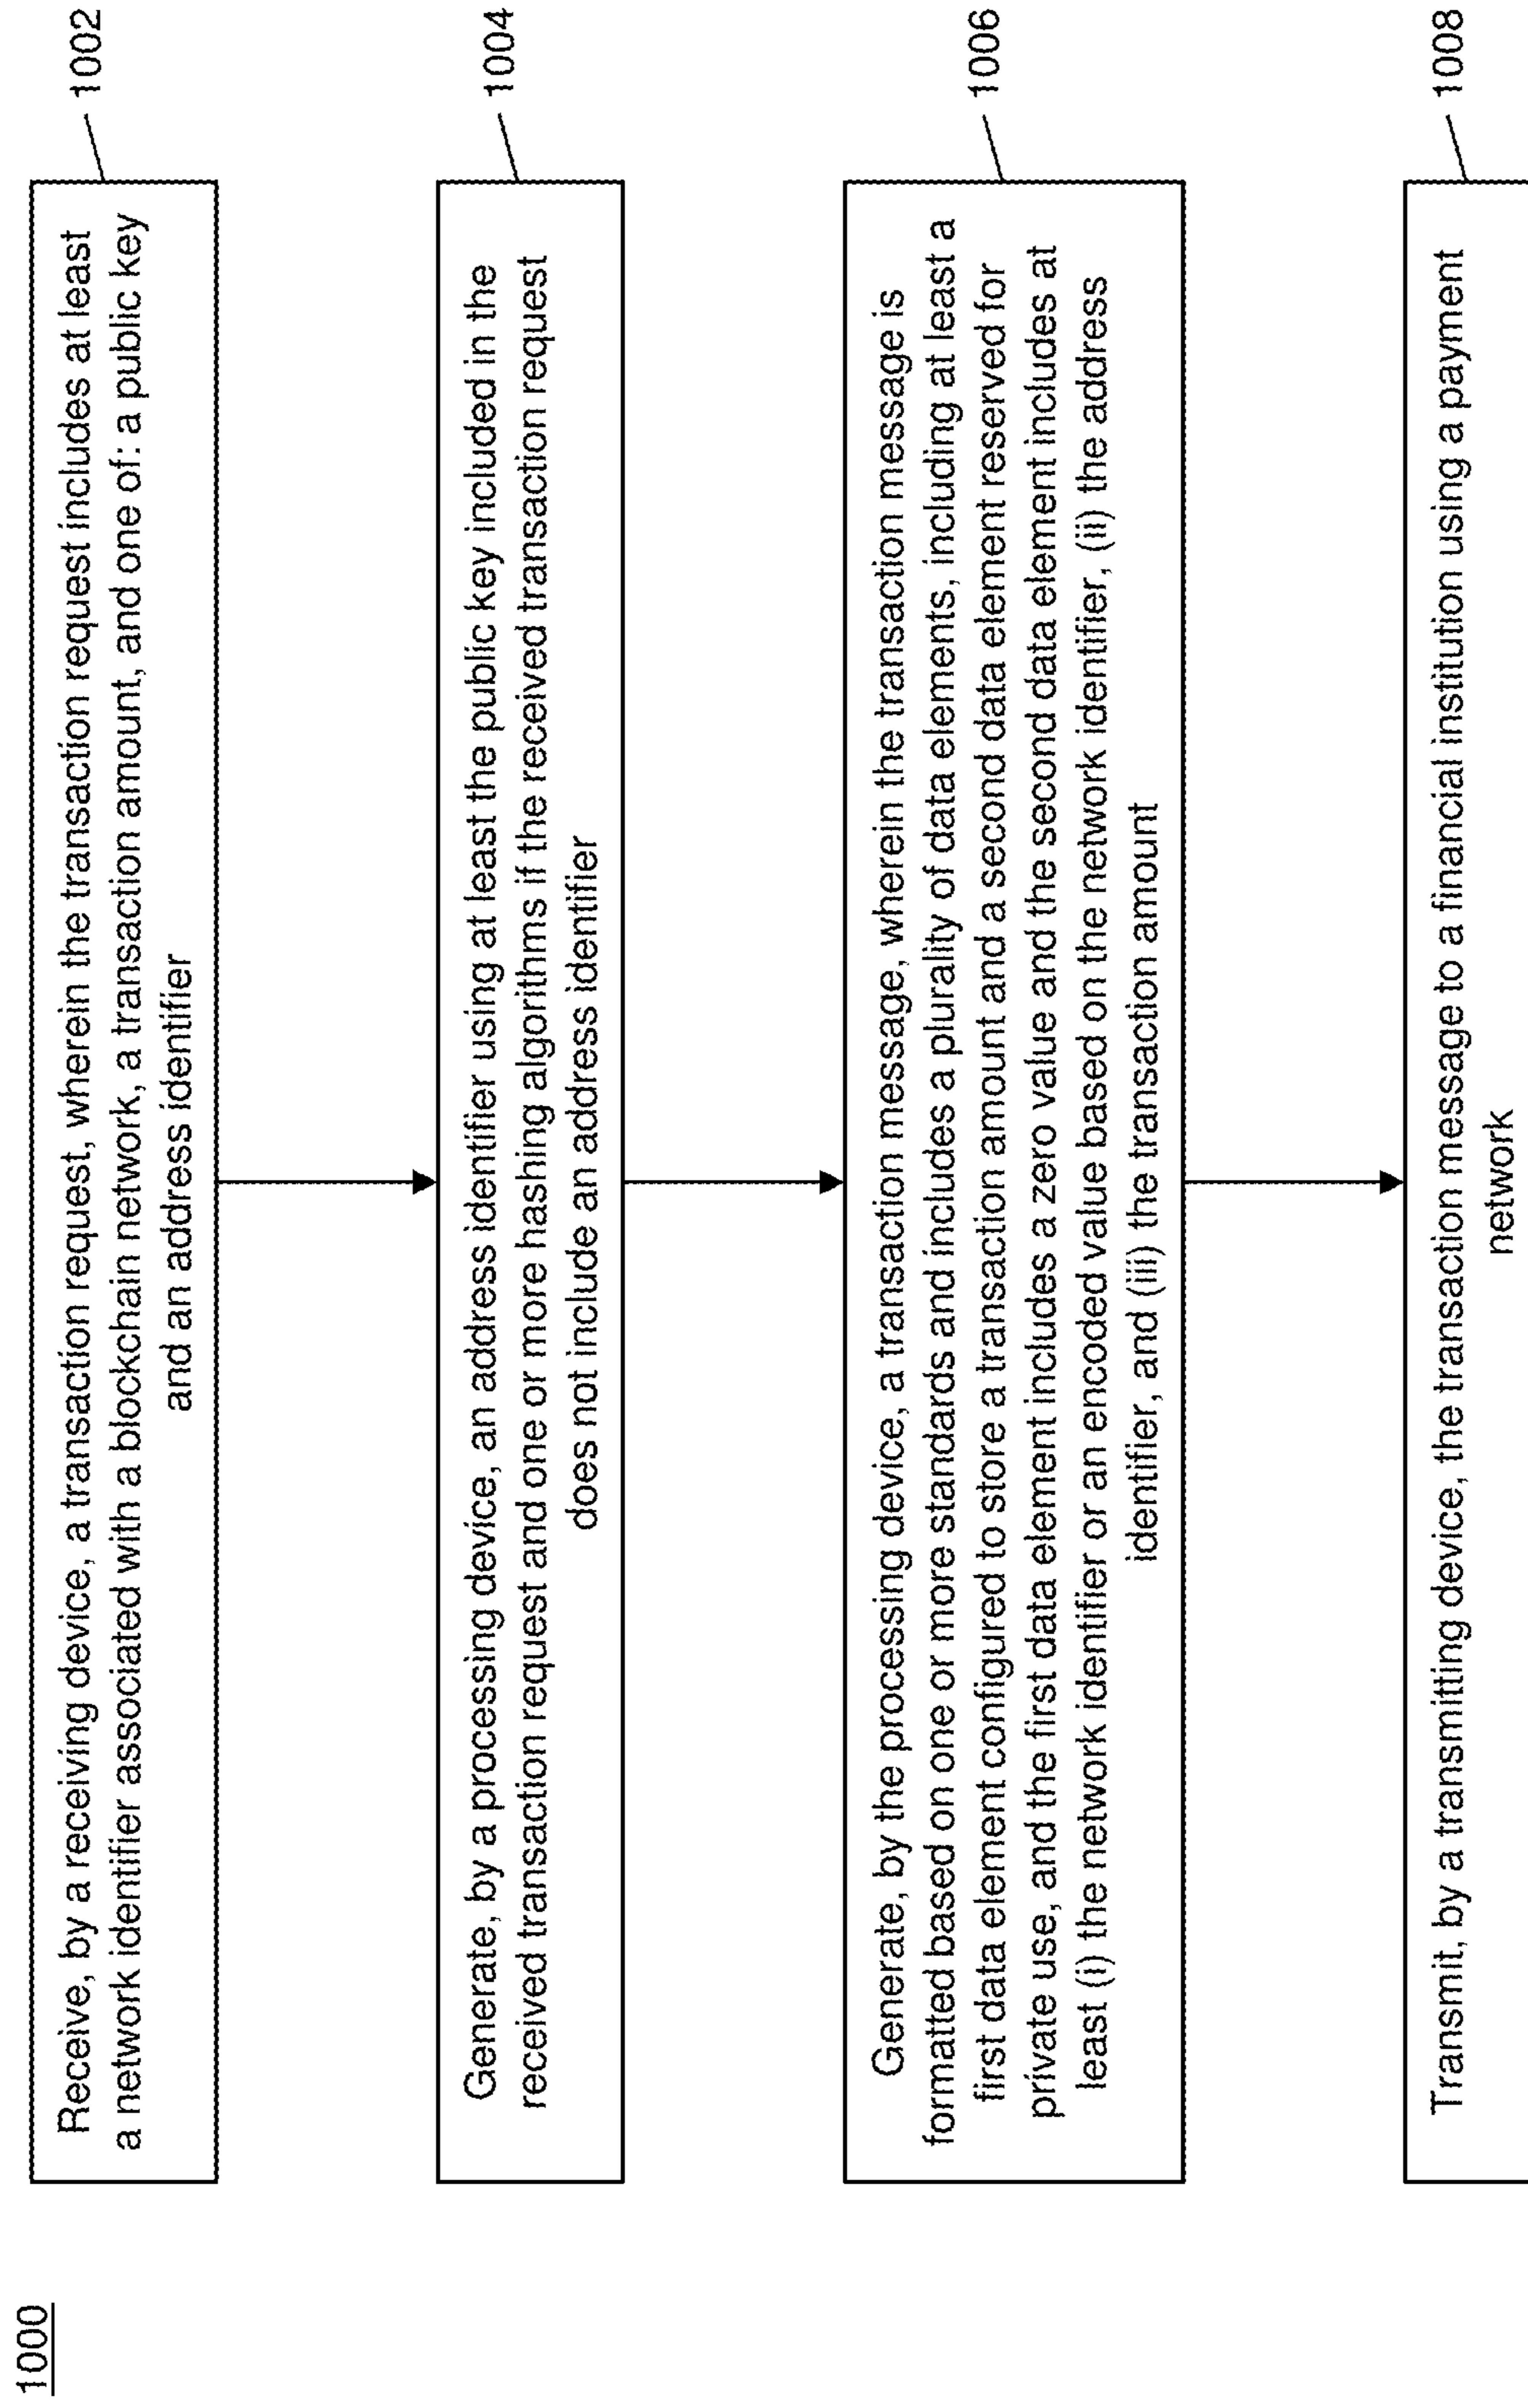 1000
Receive, by a receiving device, a transaction request, wherein the transaction request includes at least
a network identifier associated with a blockchain network, a transaction amount, and one of: a public key
and an address identifier
1002
Generate, by a processing device, an address identifier using at least the public key included in the
received transaction request and one or more hashing algorithms if the received transaction request
does not include an address identifier
1004
Generate, by the processing device, a transaction message, wherein the transaction message is
formatted based on one or more standards and includes a plurality of data elements, including at least a
first data element configured to store a transaction amount and a second data element reserved for
private use, and the first data element includes a zero value and the second data element includes at
least (i) the network identifier or an encoded value based on the network identifier, (ii) the address
identifier, and (iii) the transaction amount
1006
Transmit, by a transmitting device, the transaction message to a financial institution using a payment
network
1008